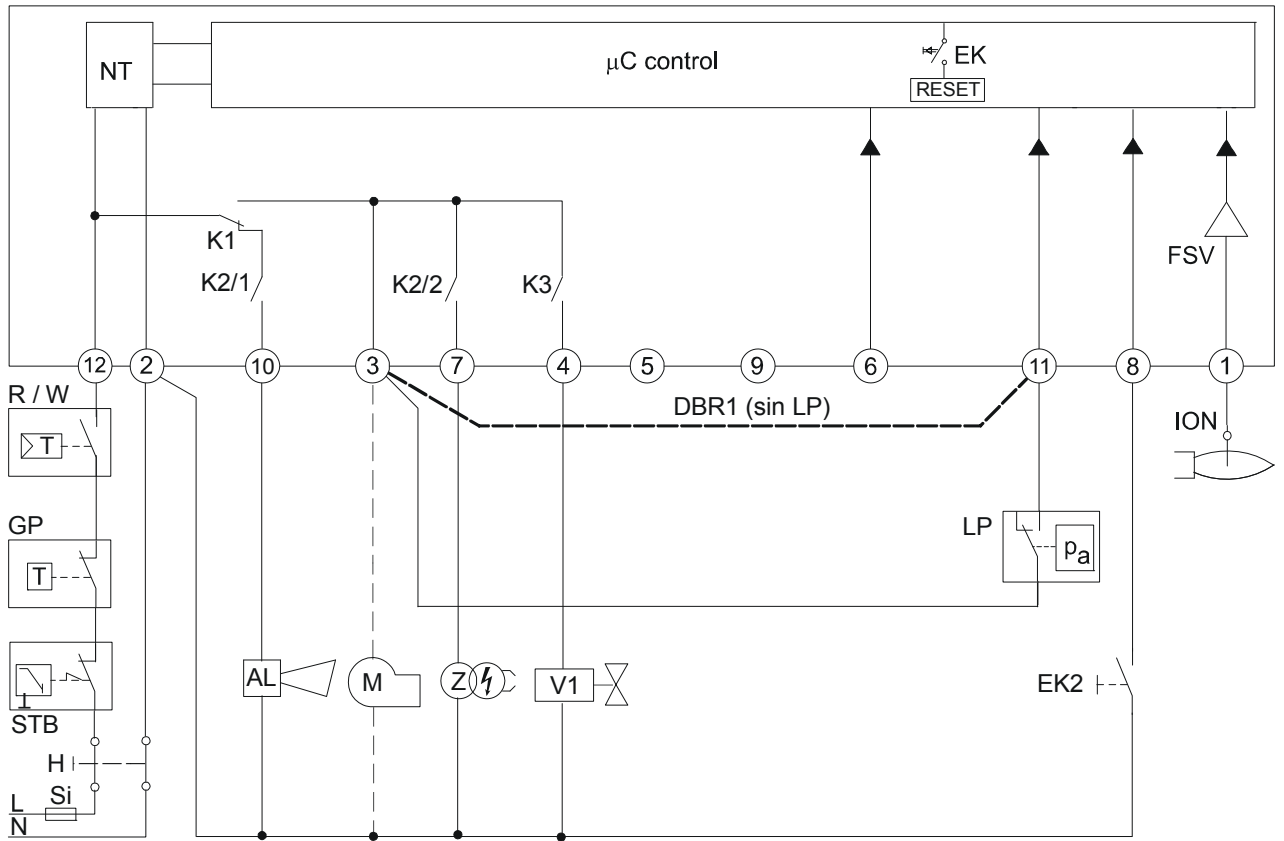 NT
μC control
EK
RESET
K1
K2/1
K2/2
K3
FSV
12
2
10
3
7
4
5
9
6
11
8
1
R / W
T
DBR1 (sin LP)
ION
GP
T
LP
pa
STB
AL
M
Z
V1
EK2
H
Si
L
N